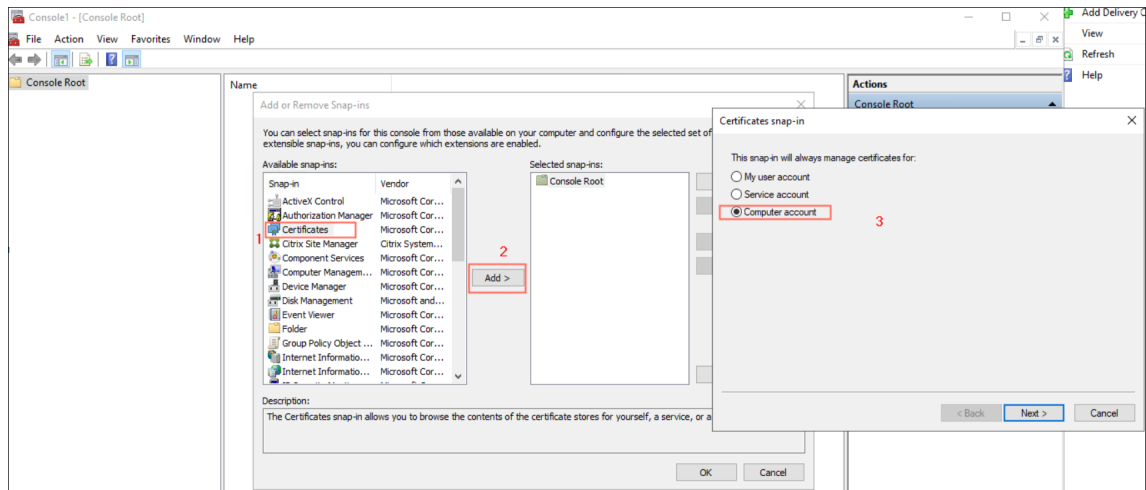 Console1 - [Console Root]
File Action View Favorites Window Help
Console Root
Name
Actions
Console Root
Add Delivery C
View
Refresh
Help
Add or Remove Snap-ins
You can select snap-ins for this console from those available on your computer and configure the selected set of
extensible snap-ins, you can configure which extensions are enabled.
Available snap-ins:
Snap-in Vendor
ActiveX Control Microsoft Cor...
Authorization Manager Microsoft Cor...
1 Certificates Microsoft Cor...
Citrix Site Manager Citrix System...
Component Services Microsoft Cor...
Computer Managem... Microsoft Cor...
Device Manager Microsoft Cor...
Disk Management Microsoft and...
Event Viewer Microsoft Cor...
Folder Microsoft Cor...
Group Policy Object ... Microsoft Cor...
Internet Informatio... Microsoft Cor...
Internet Informatio... Microsoft Cor...
2
Add >
Selected snap-ins:
Console Root
Description:
The Certificates snap-in allows you to browse the contents of the certificate stores for yourself, a service, or a
OK Cancel
Certificates snap-in
This snap-in will always manage certificates for:
My user account
Service account
Computer account
3
< Back Next > Cancel